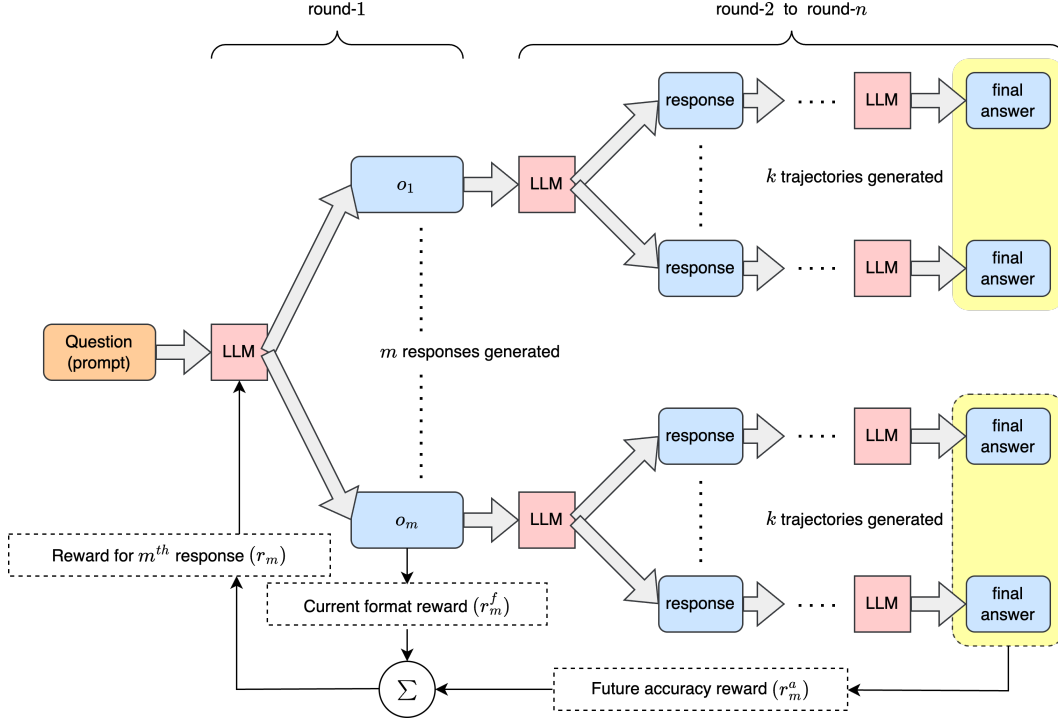 round-1
round-2 to round-n
response
. . . .
LLM
final
answer
o₁
LLM
k trajectories generated
response
. . . .
LLM
final
answer
Question
(prompt)
LLM
m responses generated
response
. . . .
LLM
final
answer
oₘ
LLM
k trajectories generated
Reward for mᵗʰ response (rₘ)
response
. . . .
LLM
final
answer
Current format reward (r_m^f)
Σ
Future accuracy reward (r_m^a)